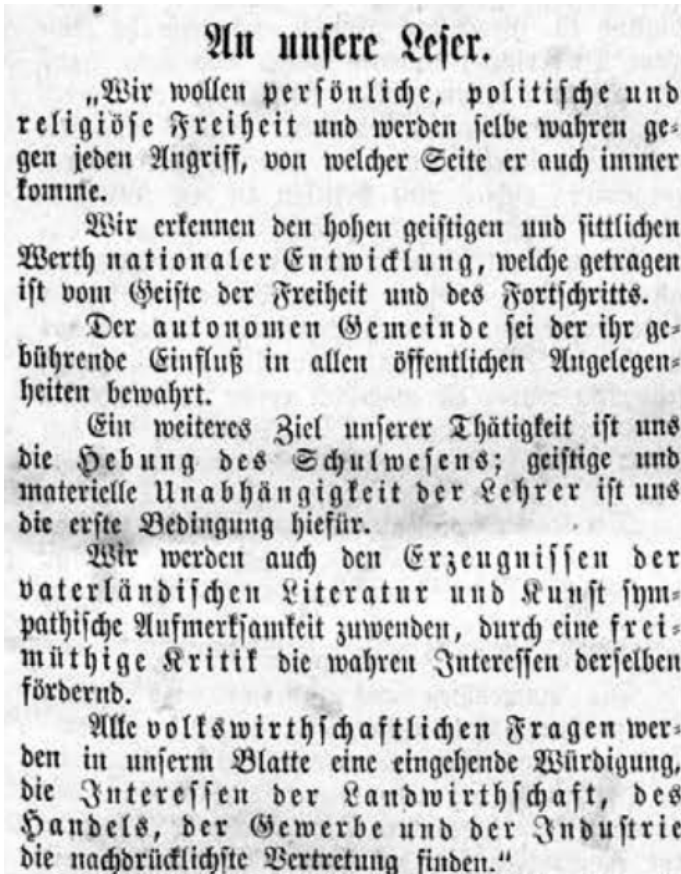 An unsere Leser.
„Wir wollen persönliche, politische und
religiöse Freiheit und werden selbe wahren ge-
gen jeden Angriff, von welcher Seite er auch immer
komme.
Wir erkennen den hohen geistigen und sittlichen
Werth nationaler Entwicklung, welche getragen
ist vom Geiste der Freiheit und des Fortschritts.
Der autonomen Gemeinde sei der ihr ge-
bührende Einfluß in allen öffentlichen Angelegen-
heiten bewahrt.
Ein weiteres Ziel unserer Thätigkeit ist uns
die Hebung des Schulwesens; geistige und
materielle Unabhängigkeit der Lehrer ist uns
die erste Bedingung hiefür.
Wir werden auch den Erzeugnissen der
vaterländischen Literatur und Kunst sym-
pathische Aufmerksamkeit zuwenden, durch eine frei-
müthige Kritik die wahren Interessen derselben
fördernd.
Alle volkswirthschaftlichen Fragen wer-
den in unserm Blatte eine eingehende Würdigung,
die Interessen der Landwirthschaft, des
Handels, der Gewerbe und der Industrie
die nachdrücklichste Vertretung finden.“